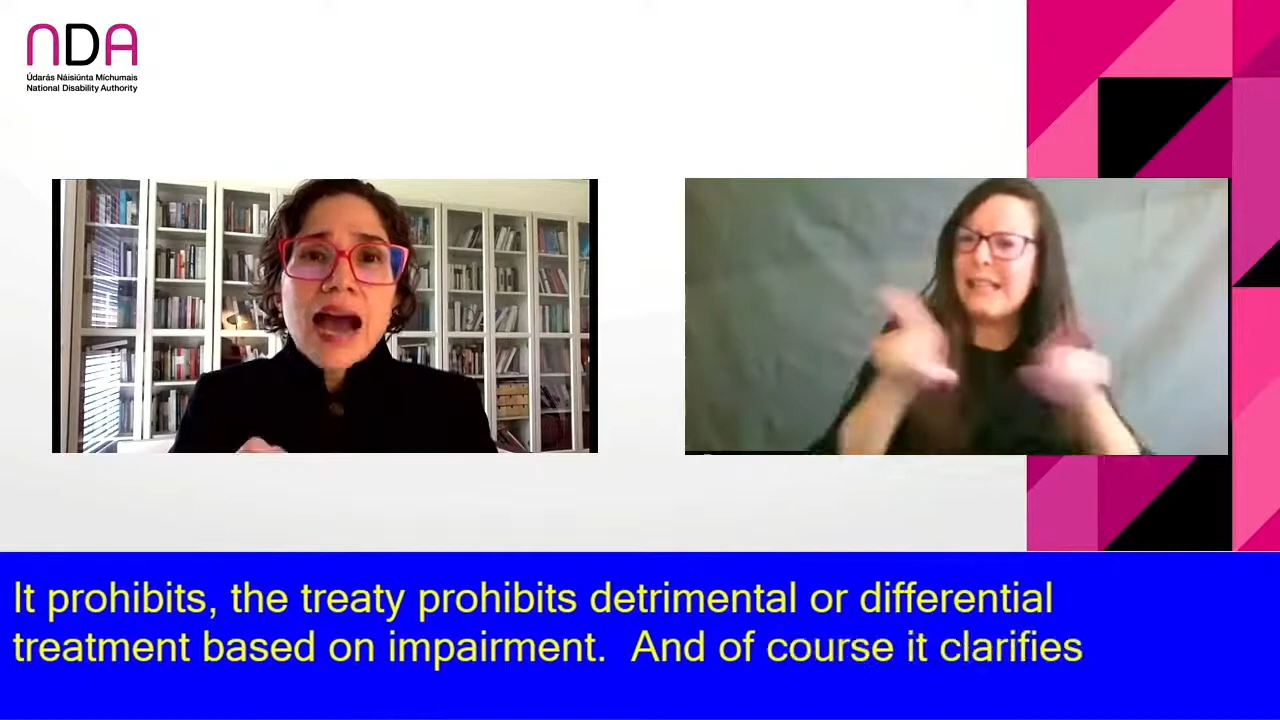 NDA
Údarás Náisiúnta Míchumais
National Disability Authority
It prohibits, the treaty prohibits detrimental or differential
treatment based on impairment.  And of course it clarifies